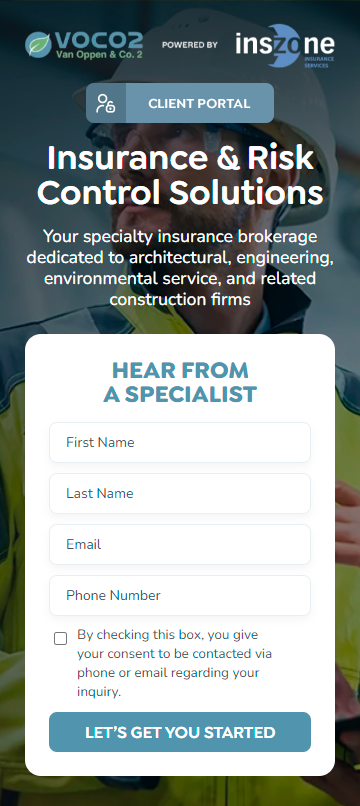 VOCO2
Van Oppen & Co. 2
POWERED BY
inszone
INSURANCE
SERVICES
CLIENT PORTAL
Insurance & Risk
Control Solutions
Your specialty insurance brokerage
dedicated to architectural, engineering,
environmental service, and related
construction firms
HEAR FROM
A SPECIALIST
First Name
Last Name
Email
Phone Number
By checking this box, you give
your consent to be contacted via
phone or email regarding your
inquiry.
LET'S GET YOU STARTED